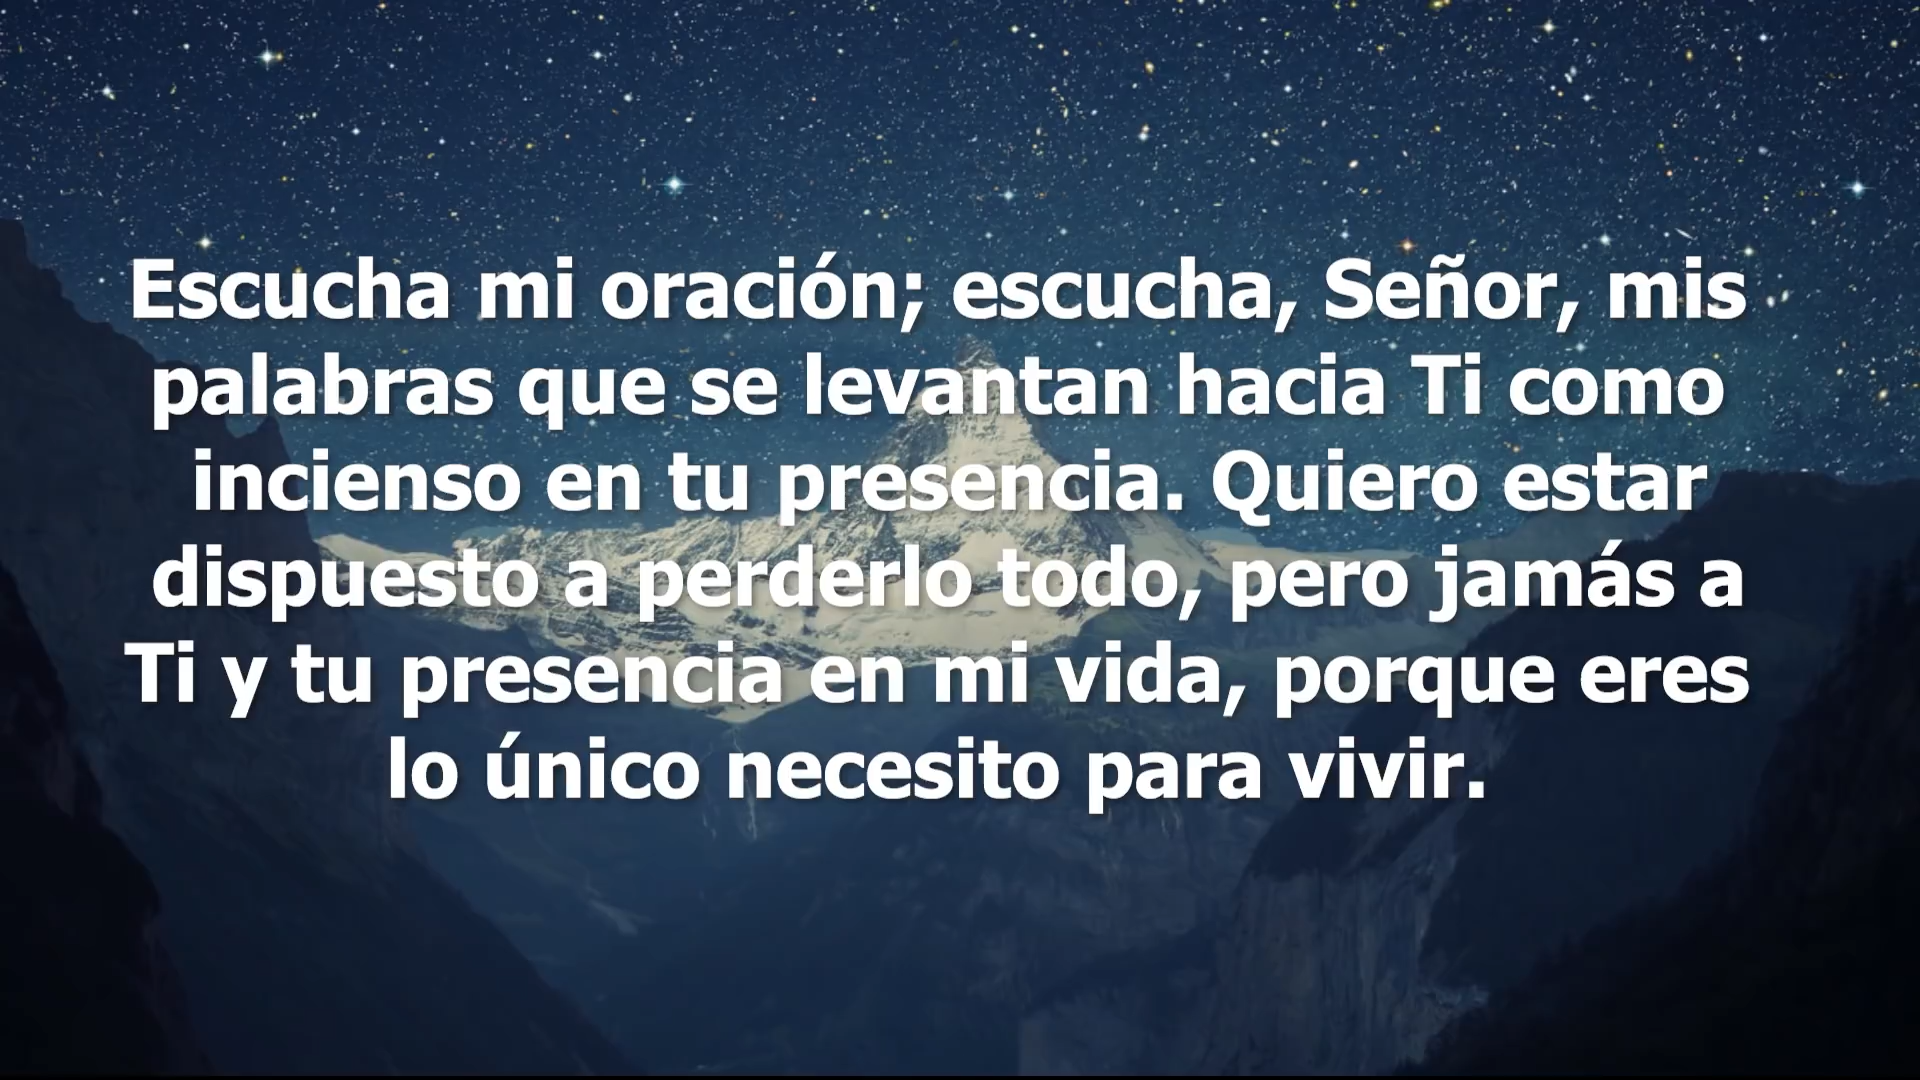 Escucha mi oración; escucha, Señor, mis
palabras que se levantan hacia Ti como
incienso en tu presencia. Quiero estar
dispuesto a perderlo todo, pero jamás a
Ti y tu presencia en mi vida, porque eres
lo único necesito para vivir.